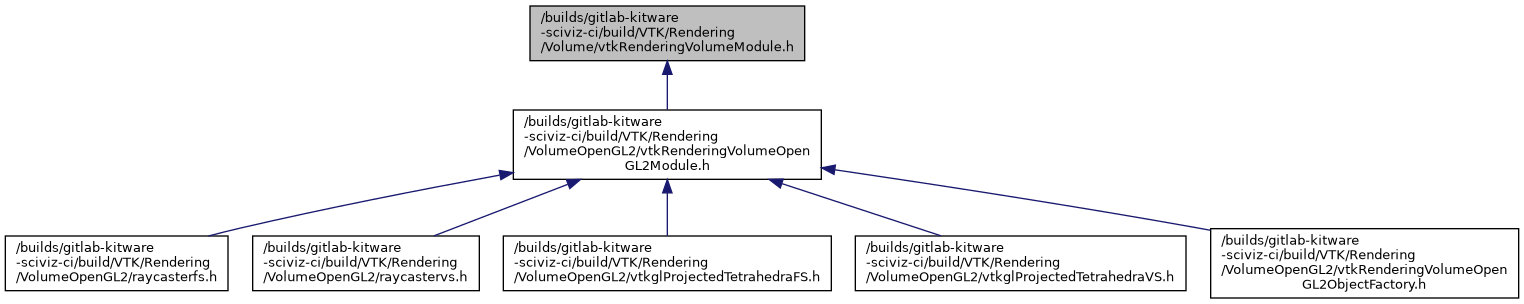 /builds/gitlab-kitware
-sciviz-ci/build/VTK/Rendering
/Volume/vtkRenderingVolumeModule.h
/builds/gitlab-kitware
-sciviz-ci/build/VTK/Rendering
/VolumeOpenGL2/vtkRenderingVolumeOpen
GL2Module.h
/builds/gitlab-kitware
-sciviz-ci/build/VTK/Rendering
/VolumeOpenGL2/raycasterfs.h
/builds/gitlab-kitware
-sciviz-ci/build/VTK/Rendering
/VolumeOpenGL2/raycastervs.h
/builds/gitlab-kitware
-sciviz-ci/build/VTK/Rendering
/VolumeOpenGL2/vtkglProjectedTetrahedraFS.h
/builds/gitlab-kitware
-sciviz-ci/build/VTK/Rendering
/VolumeOpenGL2/vtkglProjectedTetrahedraVS.h
/builds/gitlab-kitware
-sciviz-ci/build/VTK/Rendering
/VolumeOpenGL2/vtkRenderingVolumeOpen
GL2ObjectFactory.h